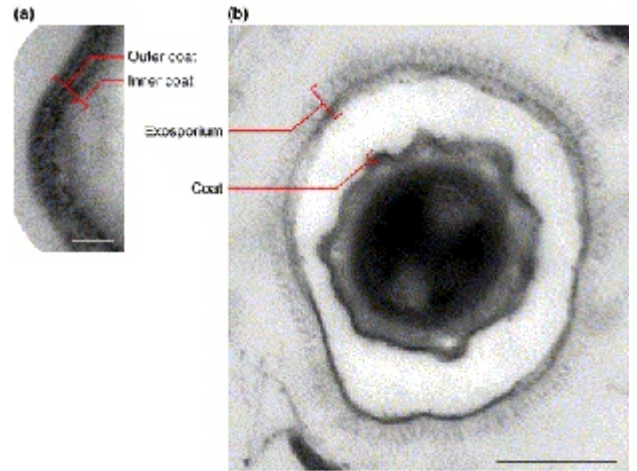 (a)
(b)
Outer coat
Inner coat
Exosporium
Coat